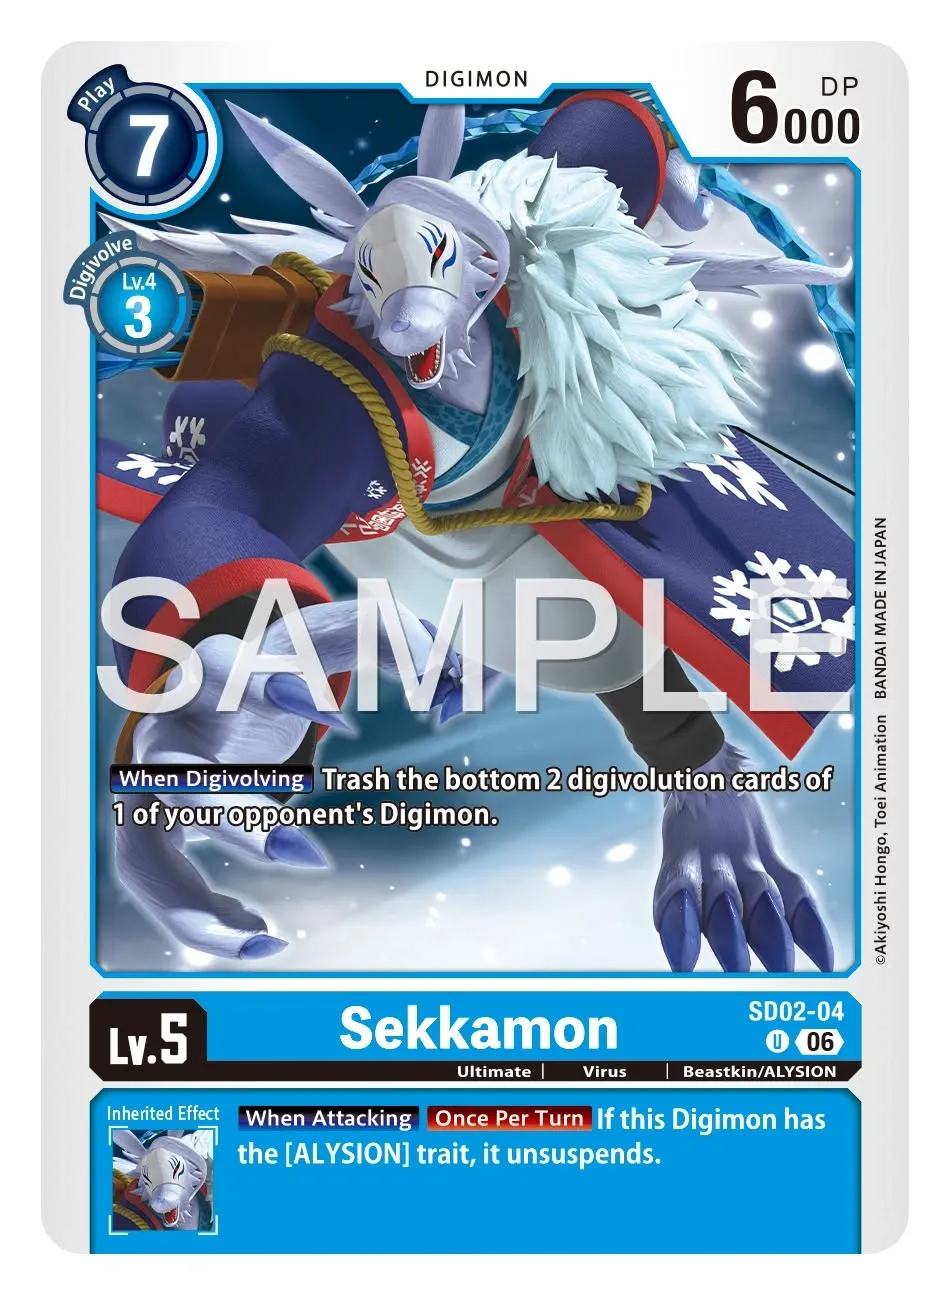 DIGIMON
Play
7
DP
6000
Digivolve
Lv.4
3
SAMPLE
When Digivolving Trash the bottom 2 digivolution cards of
1 of your opponent's Digimon.
©Akiyoshi Hongo, Toei Animation BANDAI MADE IN JAPAN
Lv.5
Sekkamon
SD02-04
U 06
Ultimate | Virus | Beastkin/ALYSION
Inherited Effect
When Attacking Once Per Turn If this Digimon has
the [ALYSION] trait, it unsuspends.